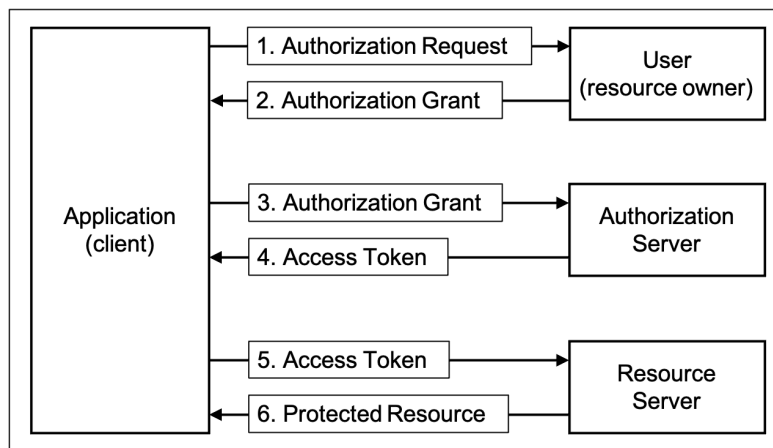 1. Authorization Request
User
(resource owner)
2. Authorization Grant
Application
(client)
3. Authorization Grant
Authorization
Server
4. Access Token
5. Access Token
Resource
Server
6. Protected Resource